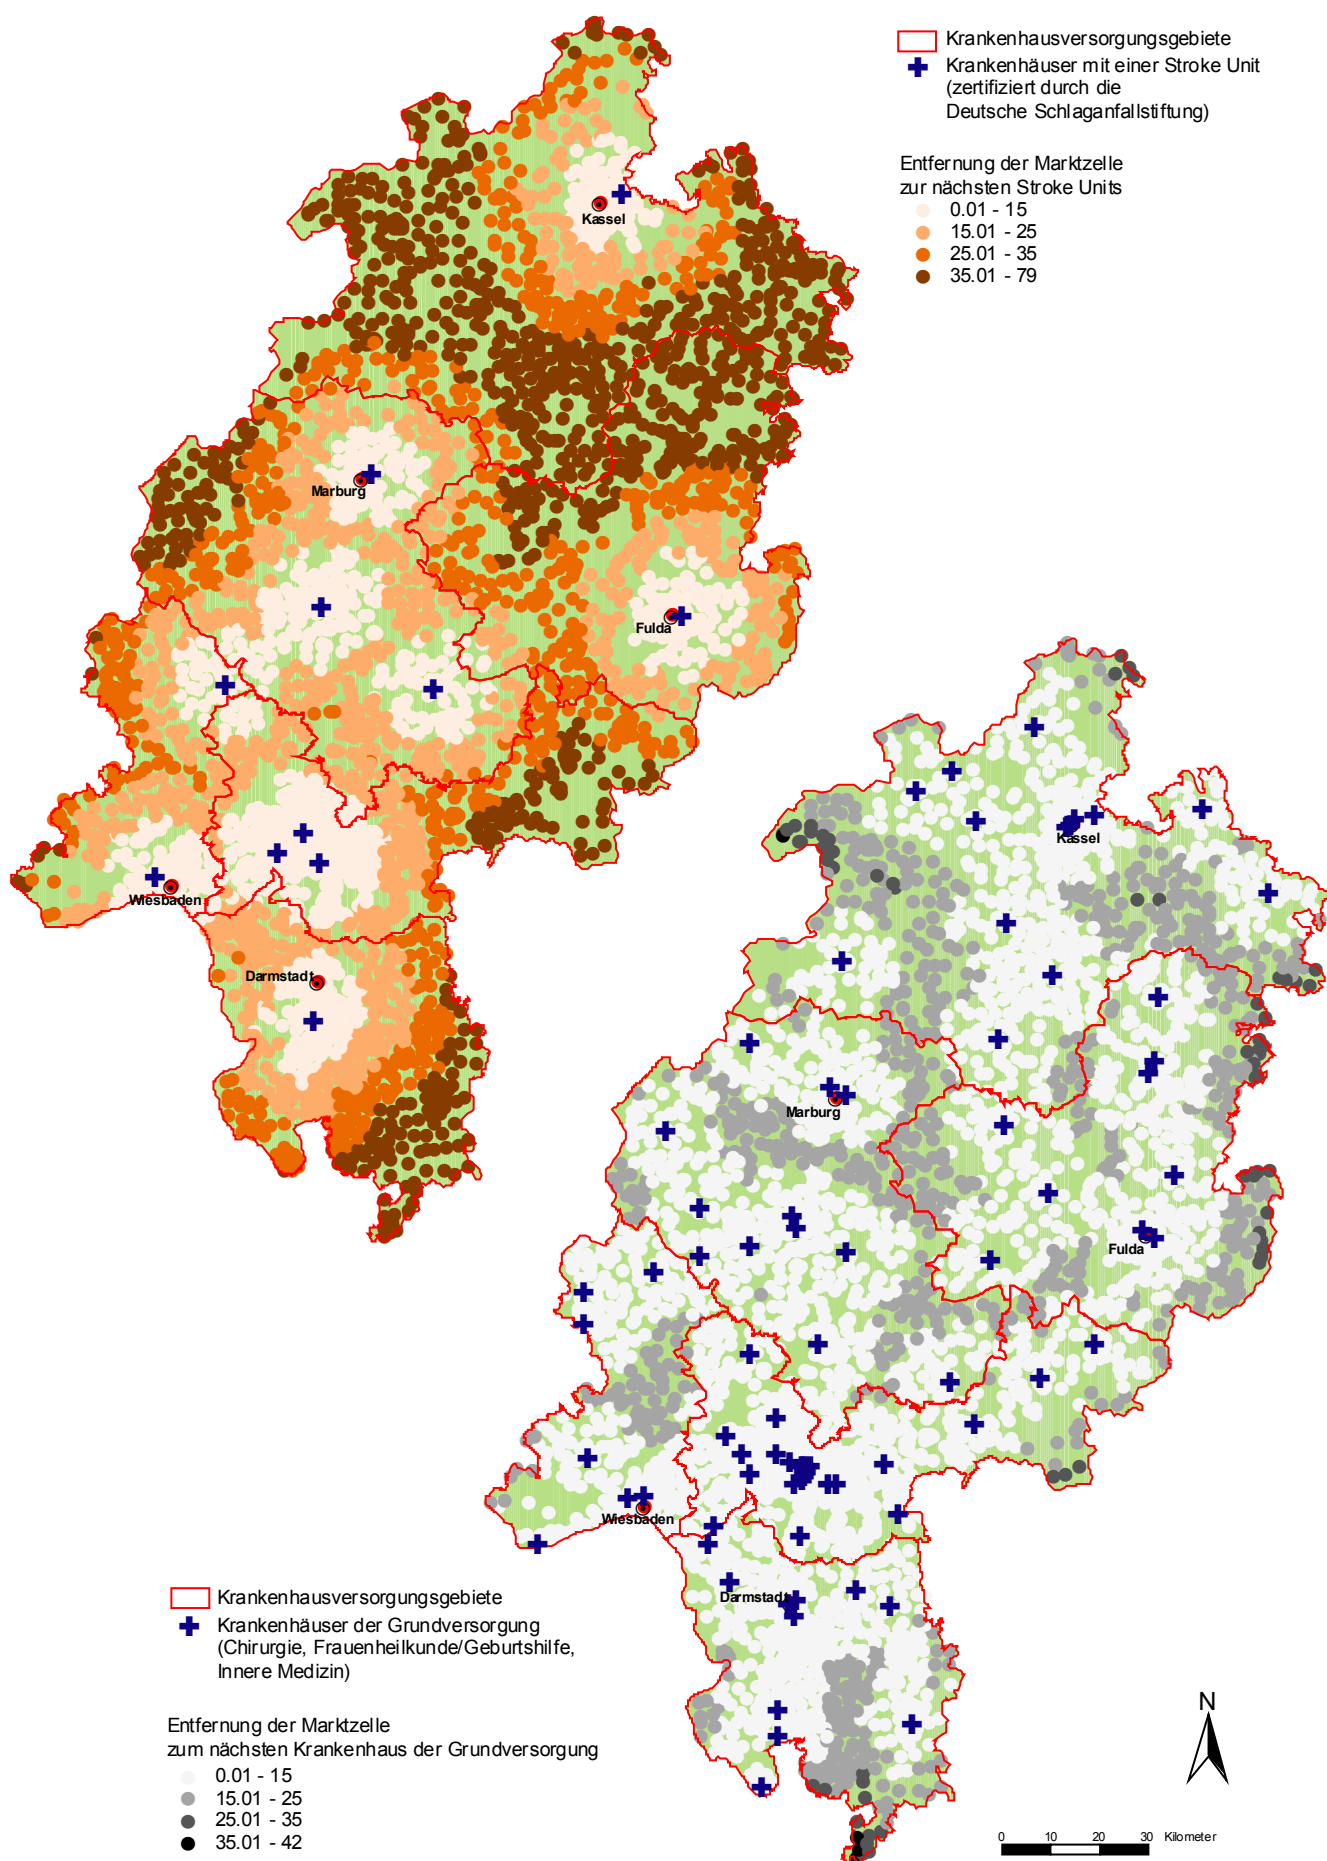 Krankenhausversorgungsgebiete
Krankenhäuser mit einer Stroke Unit
(zertifiziert durch die
Deutsche Schlaganfallstiftung)
Entfernung der Marktzelle
zur nächsten Stroke Units
0.01 - 15
15.01 - 25
25.01 - 35
35.01 - 79
Kassel
Marburg
Fulda
Wiesbaden
Darmstadt
Kassel
Marburg
Fulda
Wiesbaden
Darmstadt
Krankenhausversorgungsgebiete
Krankenhäuser der Grundversorgung
(Chirurgie, Frauenheilkunde/Geburtshilfe,
Innere Medizin)
Entfernung der Marktzelle
zum nächsten Krankenhaus der Grundversorgung
0.01 - 15
15.01 - 25
25.01 - 35
35.01 - 42
N
0 10 20 30 Kilometer